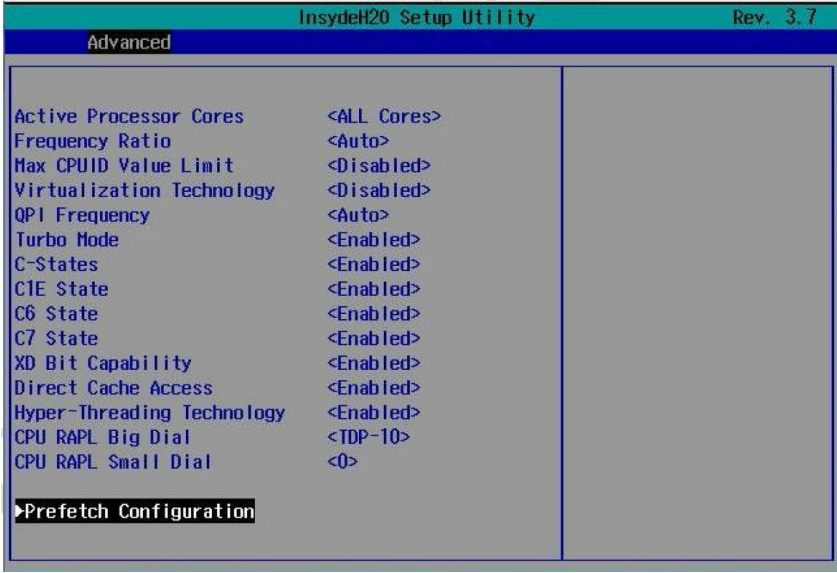 InsydeH20 Setup Utility Rev. 3.7
Advanced
Active Processor Cores <ALL Cores>
Frequency Ratio <Auto>
Max CPUID Value Limit <Disabled>
Virtualization Technology <Disabled>
QPI Frequency <Auto>
Turbo Mode <Enabled>
C-States <Enabled>
C1E State <Enabled>
C6 State <Enabled>
C7 State <Enabled>
XD Bit Capability <Enabled>
Direct Cache Access <Enabled>
Hyper-Threading Technology <Enabled>
CPU RAPL Big Dial <TDP-10>
CPU RAPL Small Dial <0>
▶Prefetch Configuration